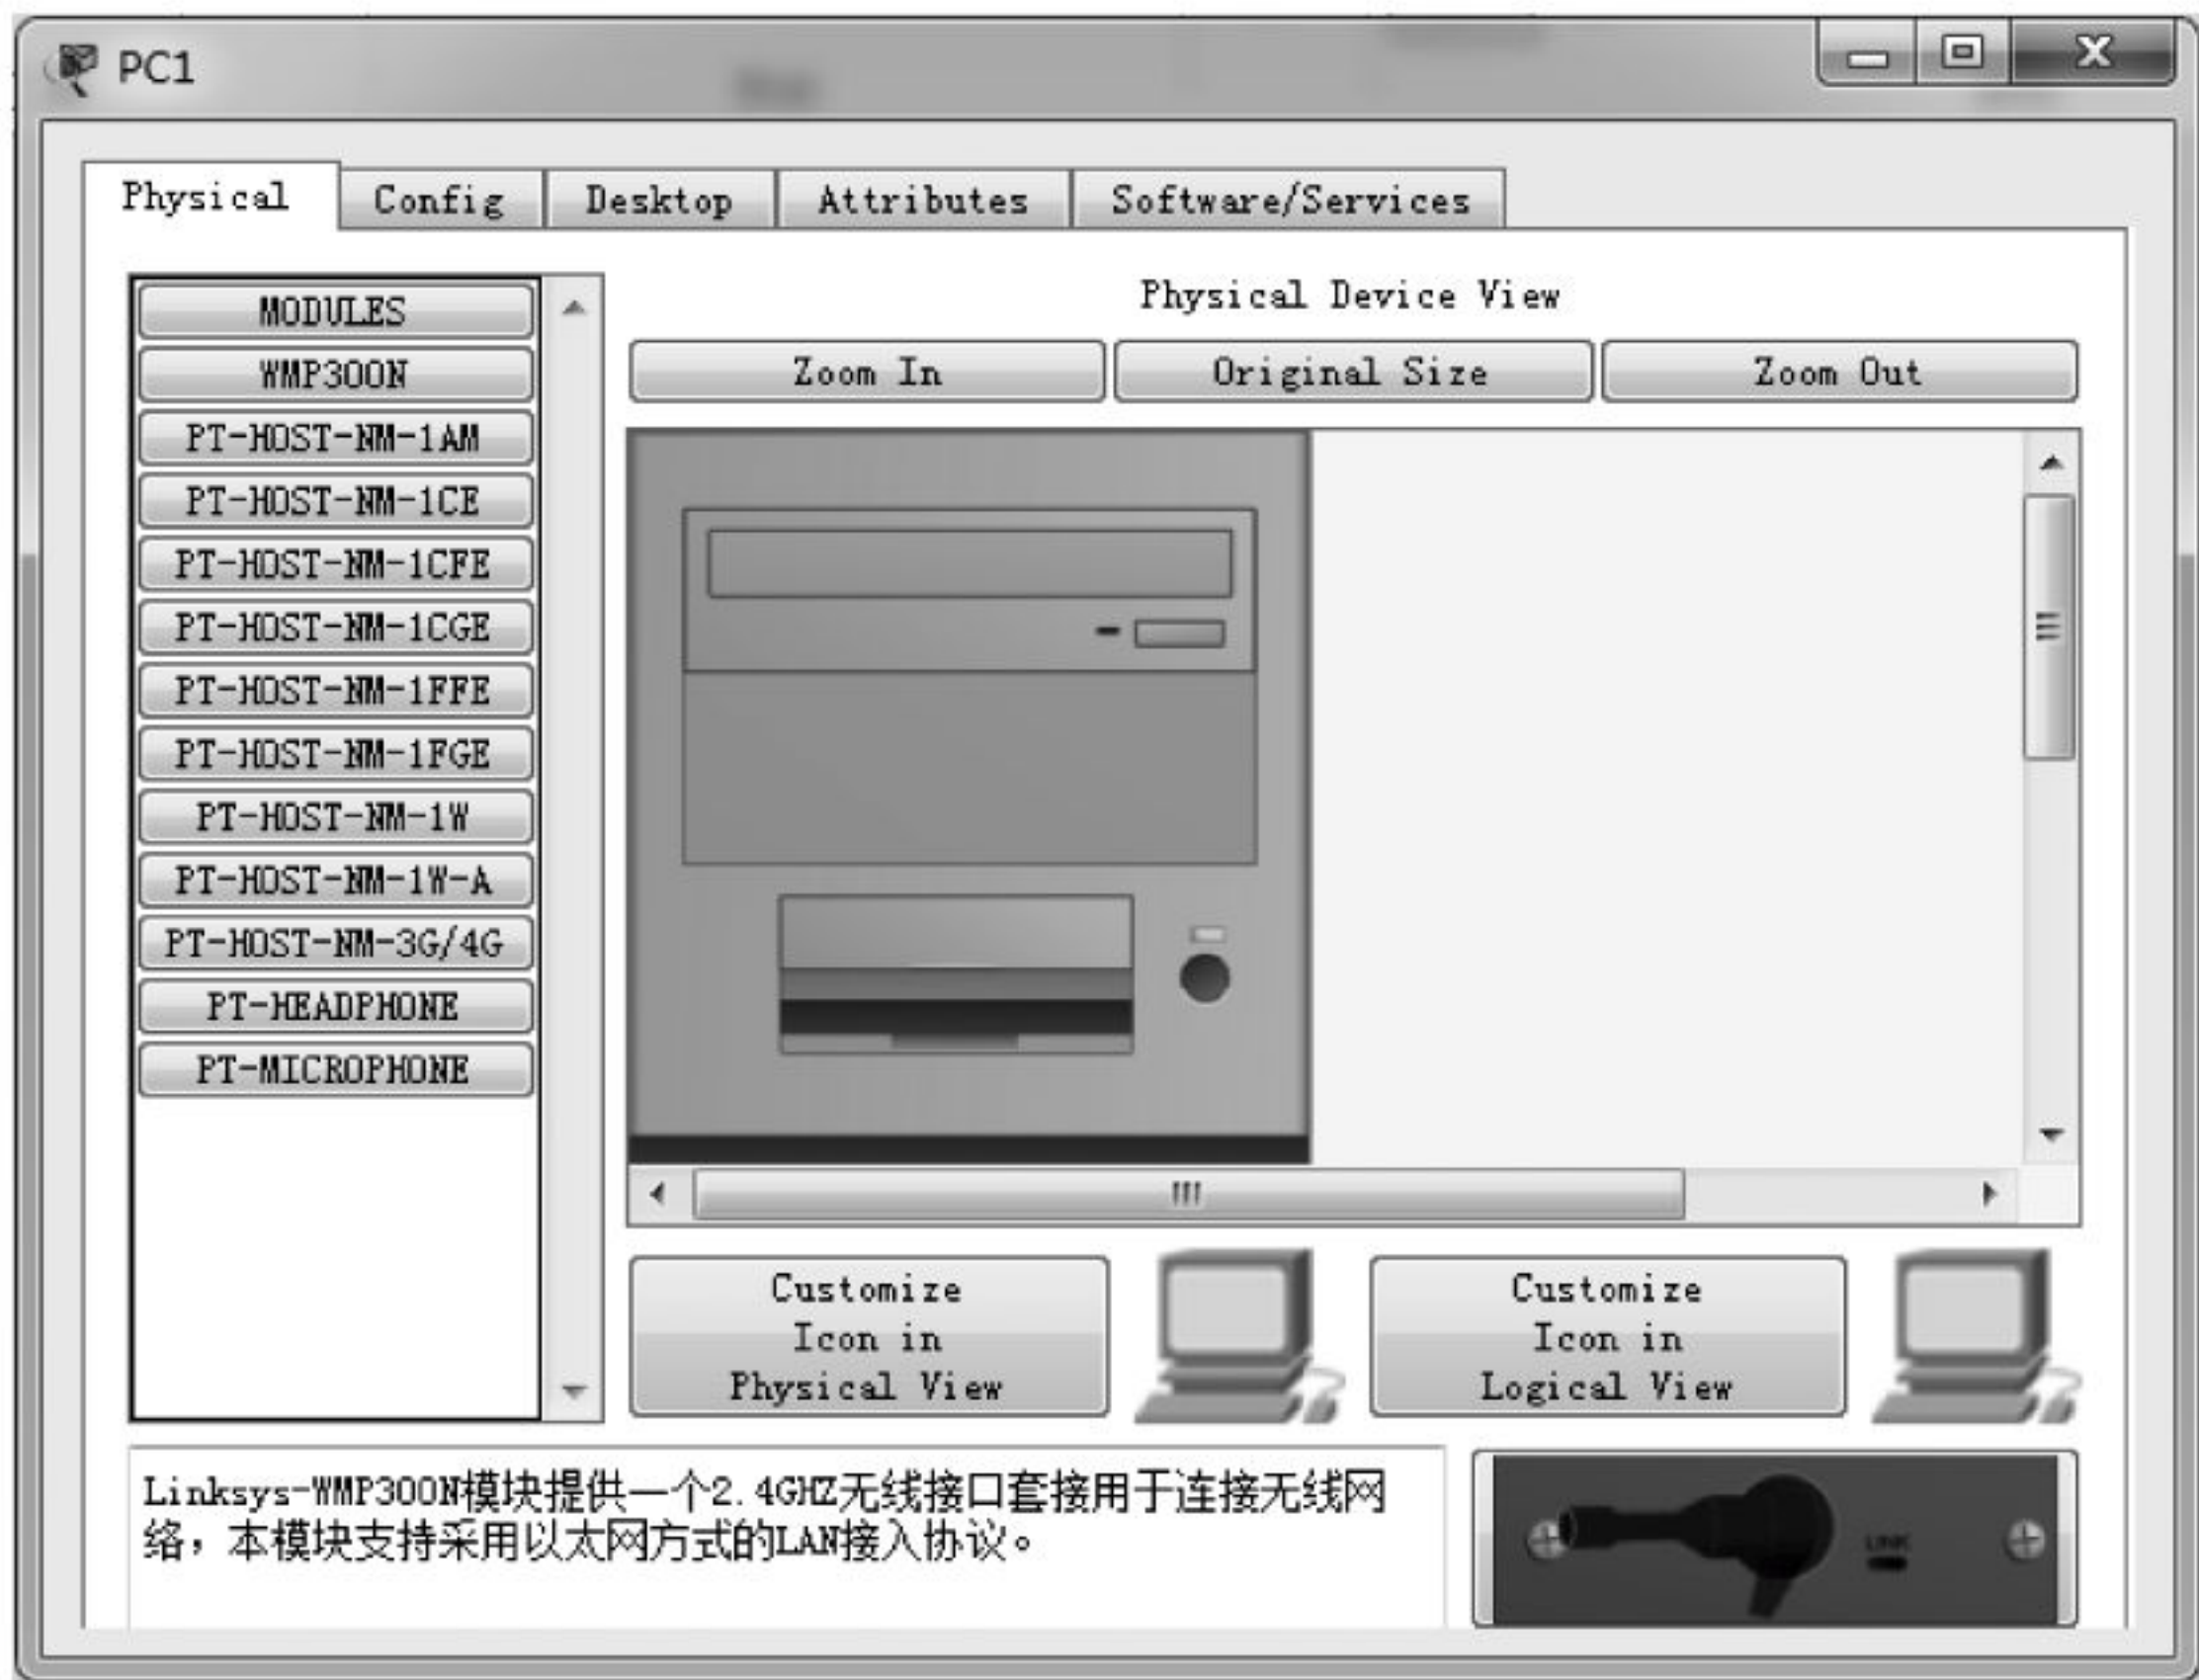 PC1
Physical
Config
Desktop
Attributes
Software/Services
MODULES
WMP300N
PT-HOST-NM-1AM
PT-HOST-NM-1CE
PT-HOST-NM-1CFE
PT-HOST-NM-1CGE
PT-HOST-NM-1FFE
PT-HOST-NM-1FGE
PT-HOST-NM-1W
PT-HOST-NM-1W-A
PT-HOST-NM-3G/4G
PT-HEADPHONE
PT-MICROPHONE
Physical Device View
Zoom In
Original Size
Zoom Out
Customize
Icon in
Physical View
Customize
Icon in
Logical View
Linksys-WMP300N模块提供一个2.4GHZ无线接口套接用于连接无线网
络，本模块支持采用以太网方式的LAN接入协议。
LINK